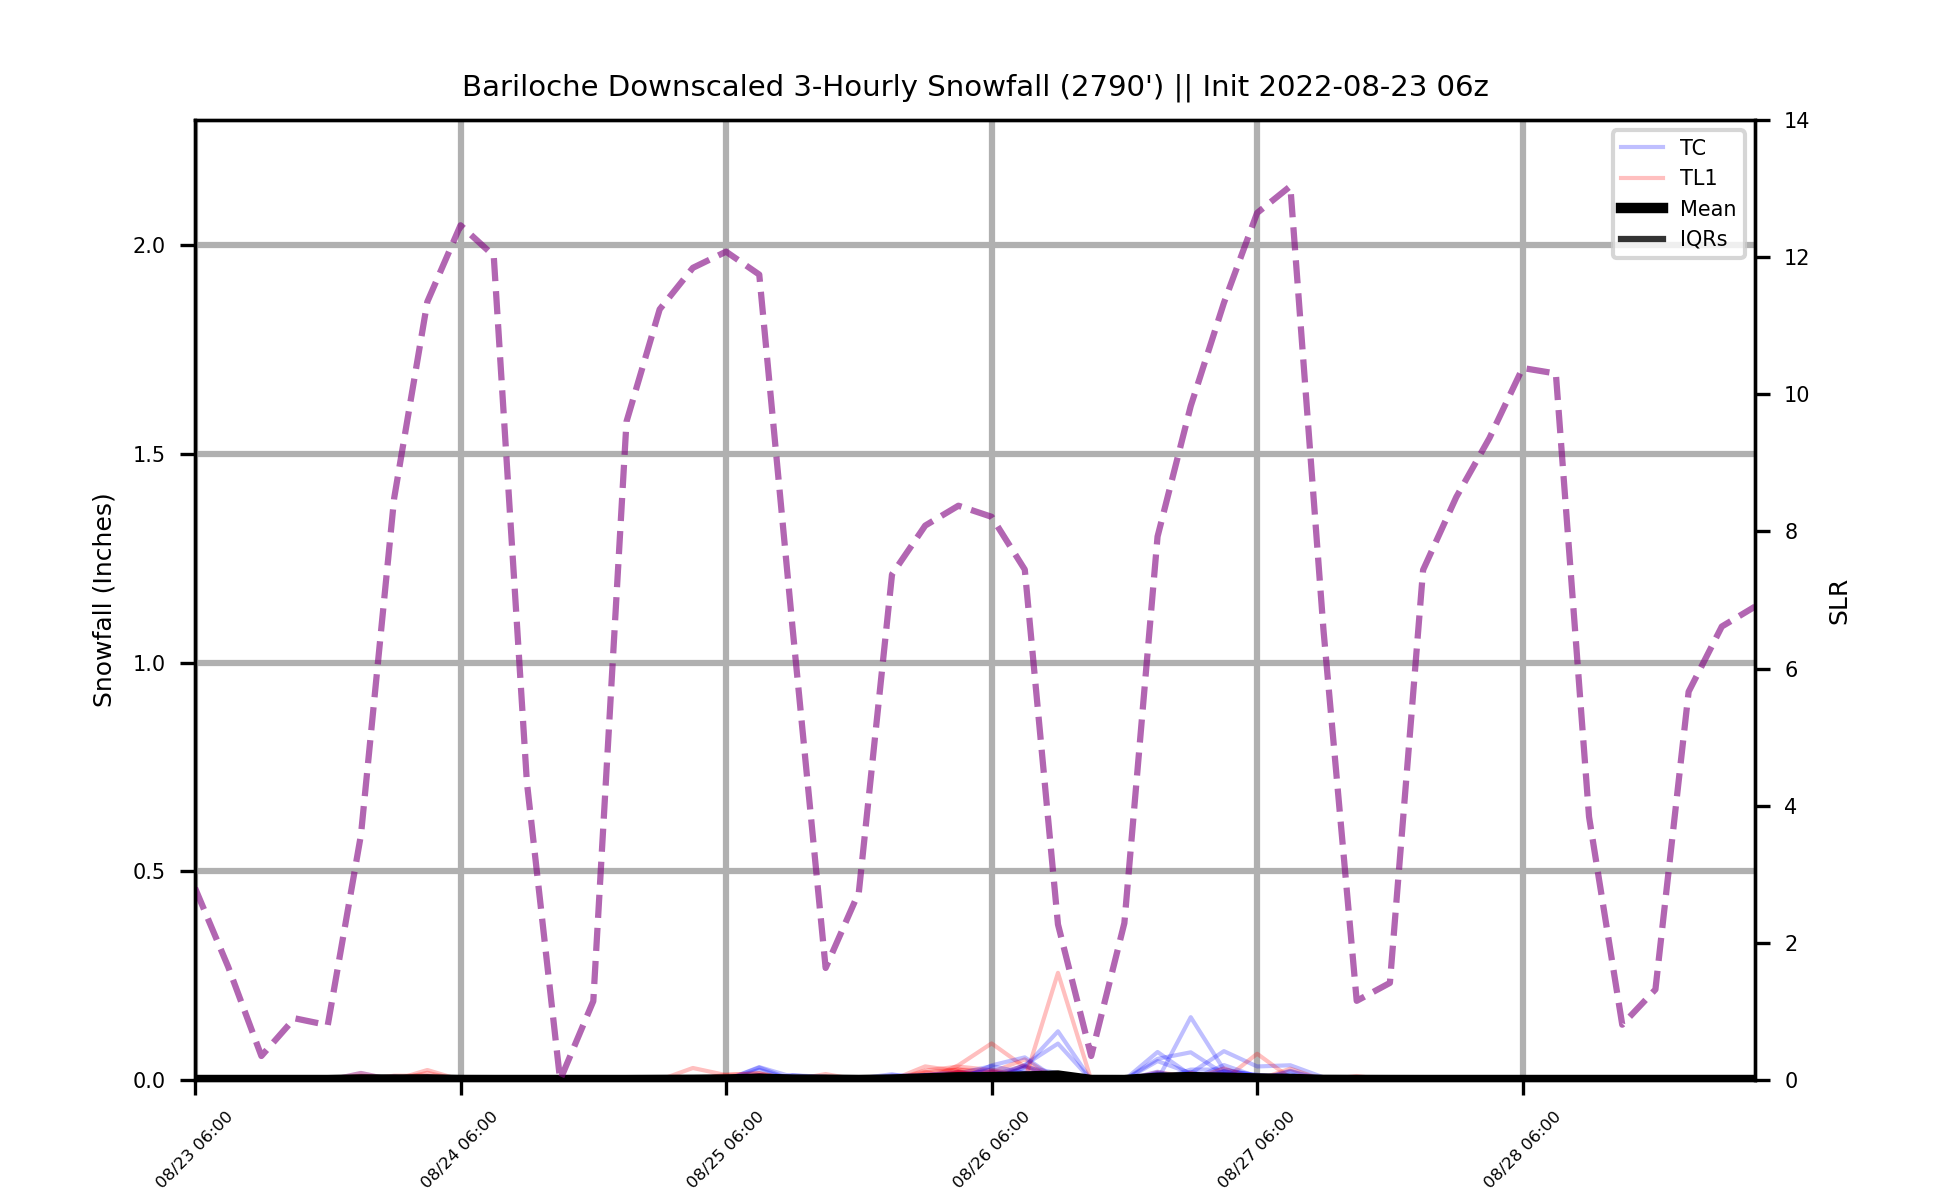 Bariloche Downscaled 3-Hourly Snowfall (2790') || Init 2022-08-23 06z
TC
TL1
Mean
IQRs
Snowfall (Inches)
2.0
1.5
1.0
0.5
0.0
14
12
10
8
6
4
2
0
SLR
08/23 06:00
08/24 06:00
08/25 06:00
08/26 06:00
08/27 06:00
08/28 06:00